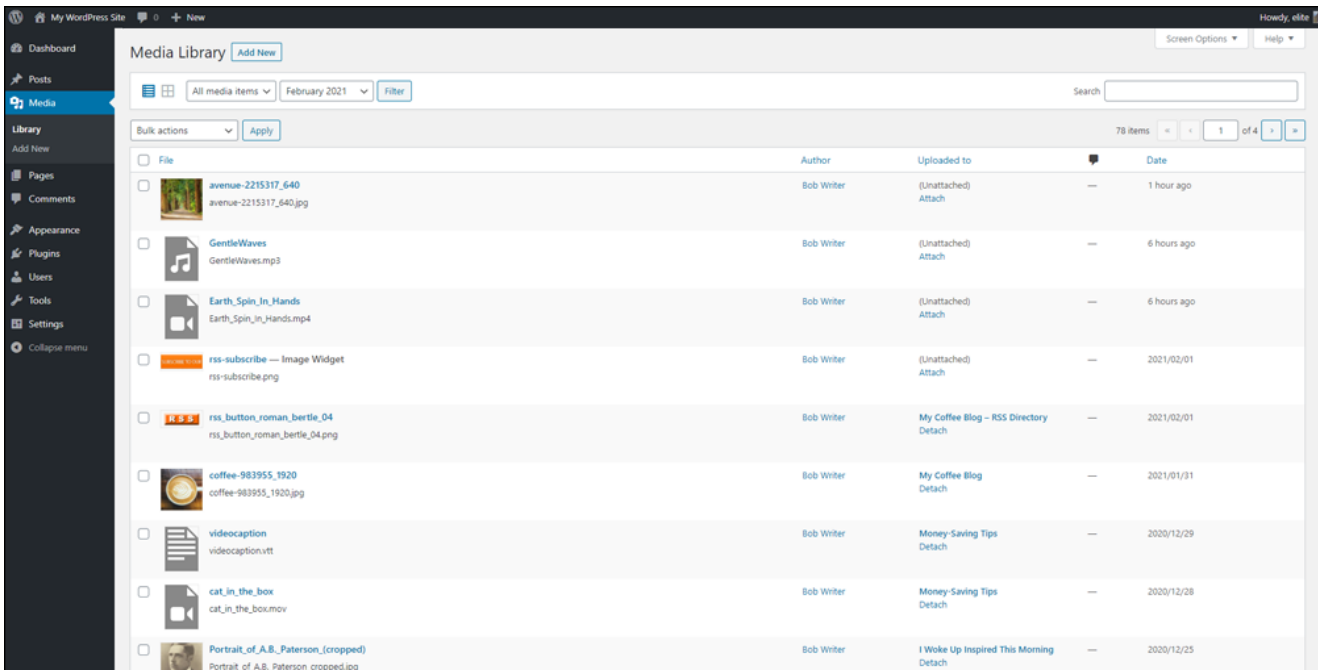 My WordPress Site 0 + New Howdy, elite
Screen Options ▼ Help ▼
Dashboard
Posts
Media
Library
Add New
Pages
Comments
Appearance
Plugins
Users
Tools
Settings
Collapse menu
Media Library Add New
All media items February 2021 Filter Search
Bulk actions Apply 78 items « ‹ 1 of 4 › »
File Author Uploaded to Date
avenue-2215317_640 Bob Writer (Unattached) — 1 hour ago
avenue-2215317_640.jpg Attach
GentleWaves Bob Writer (Unattached) — 6 hours ago
GentleWaves.mp3 Attach
Earth_Spin_In_Hands Bob Writer (Unattached) — 6 hours ago
Earth_Spin_In_Hands.mp4 Attach
rss-subscribe — Image Widget Bob Writer (Unattached) — 2021/02/01
rss-subscribe.png Attach
RSS rss_button_roman_bertle_04 Bob Writer My Coffee Blog – RSS Directory — 2021/02/01
rss_button_roman_bertle_04.png Detach
coffee-983955_1920 Bob Writer My Coffee Blog — 2021/01/31
coffee-983955_1920.jpg Detach
videocaption Bob Writer Money-Saving Tips — 2020/12/29
videocaption.vtt Detach
cat_in_the_box Bob Writer Money-Saving Tips — 2020/12/28
cat_in_the_box.mov Detach
Portrait_of_A.B._Paterson_(cropped) Bob Writer I Woke Up Inspired This Morning — 2020/12/25
Portrait_of_A.B._Paterson_cropped.jpg Detach